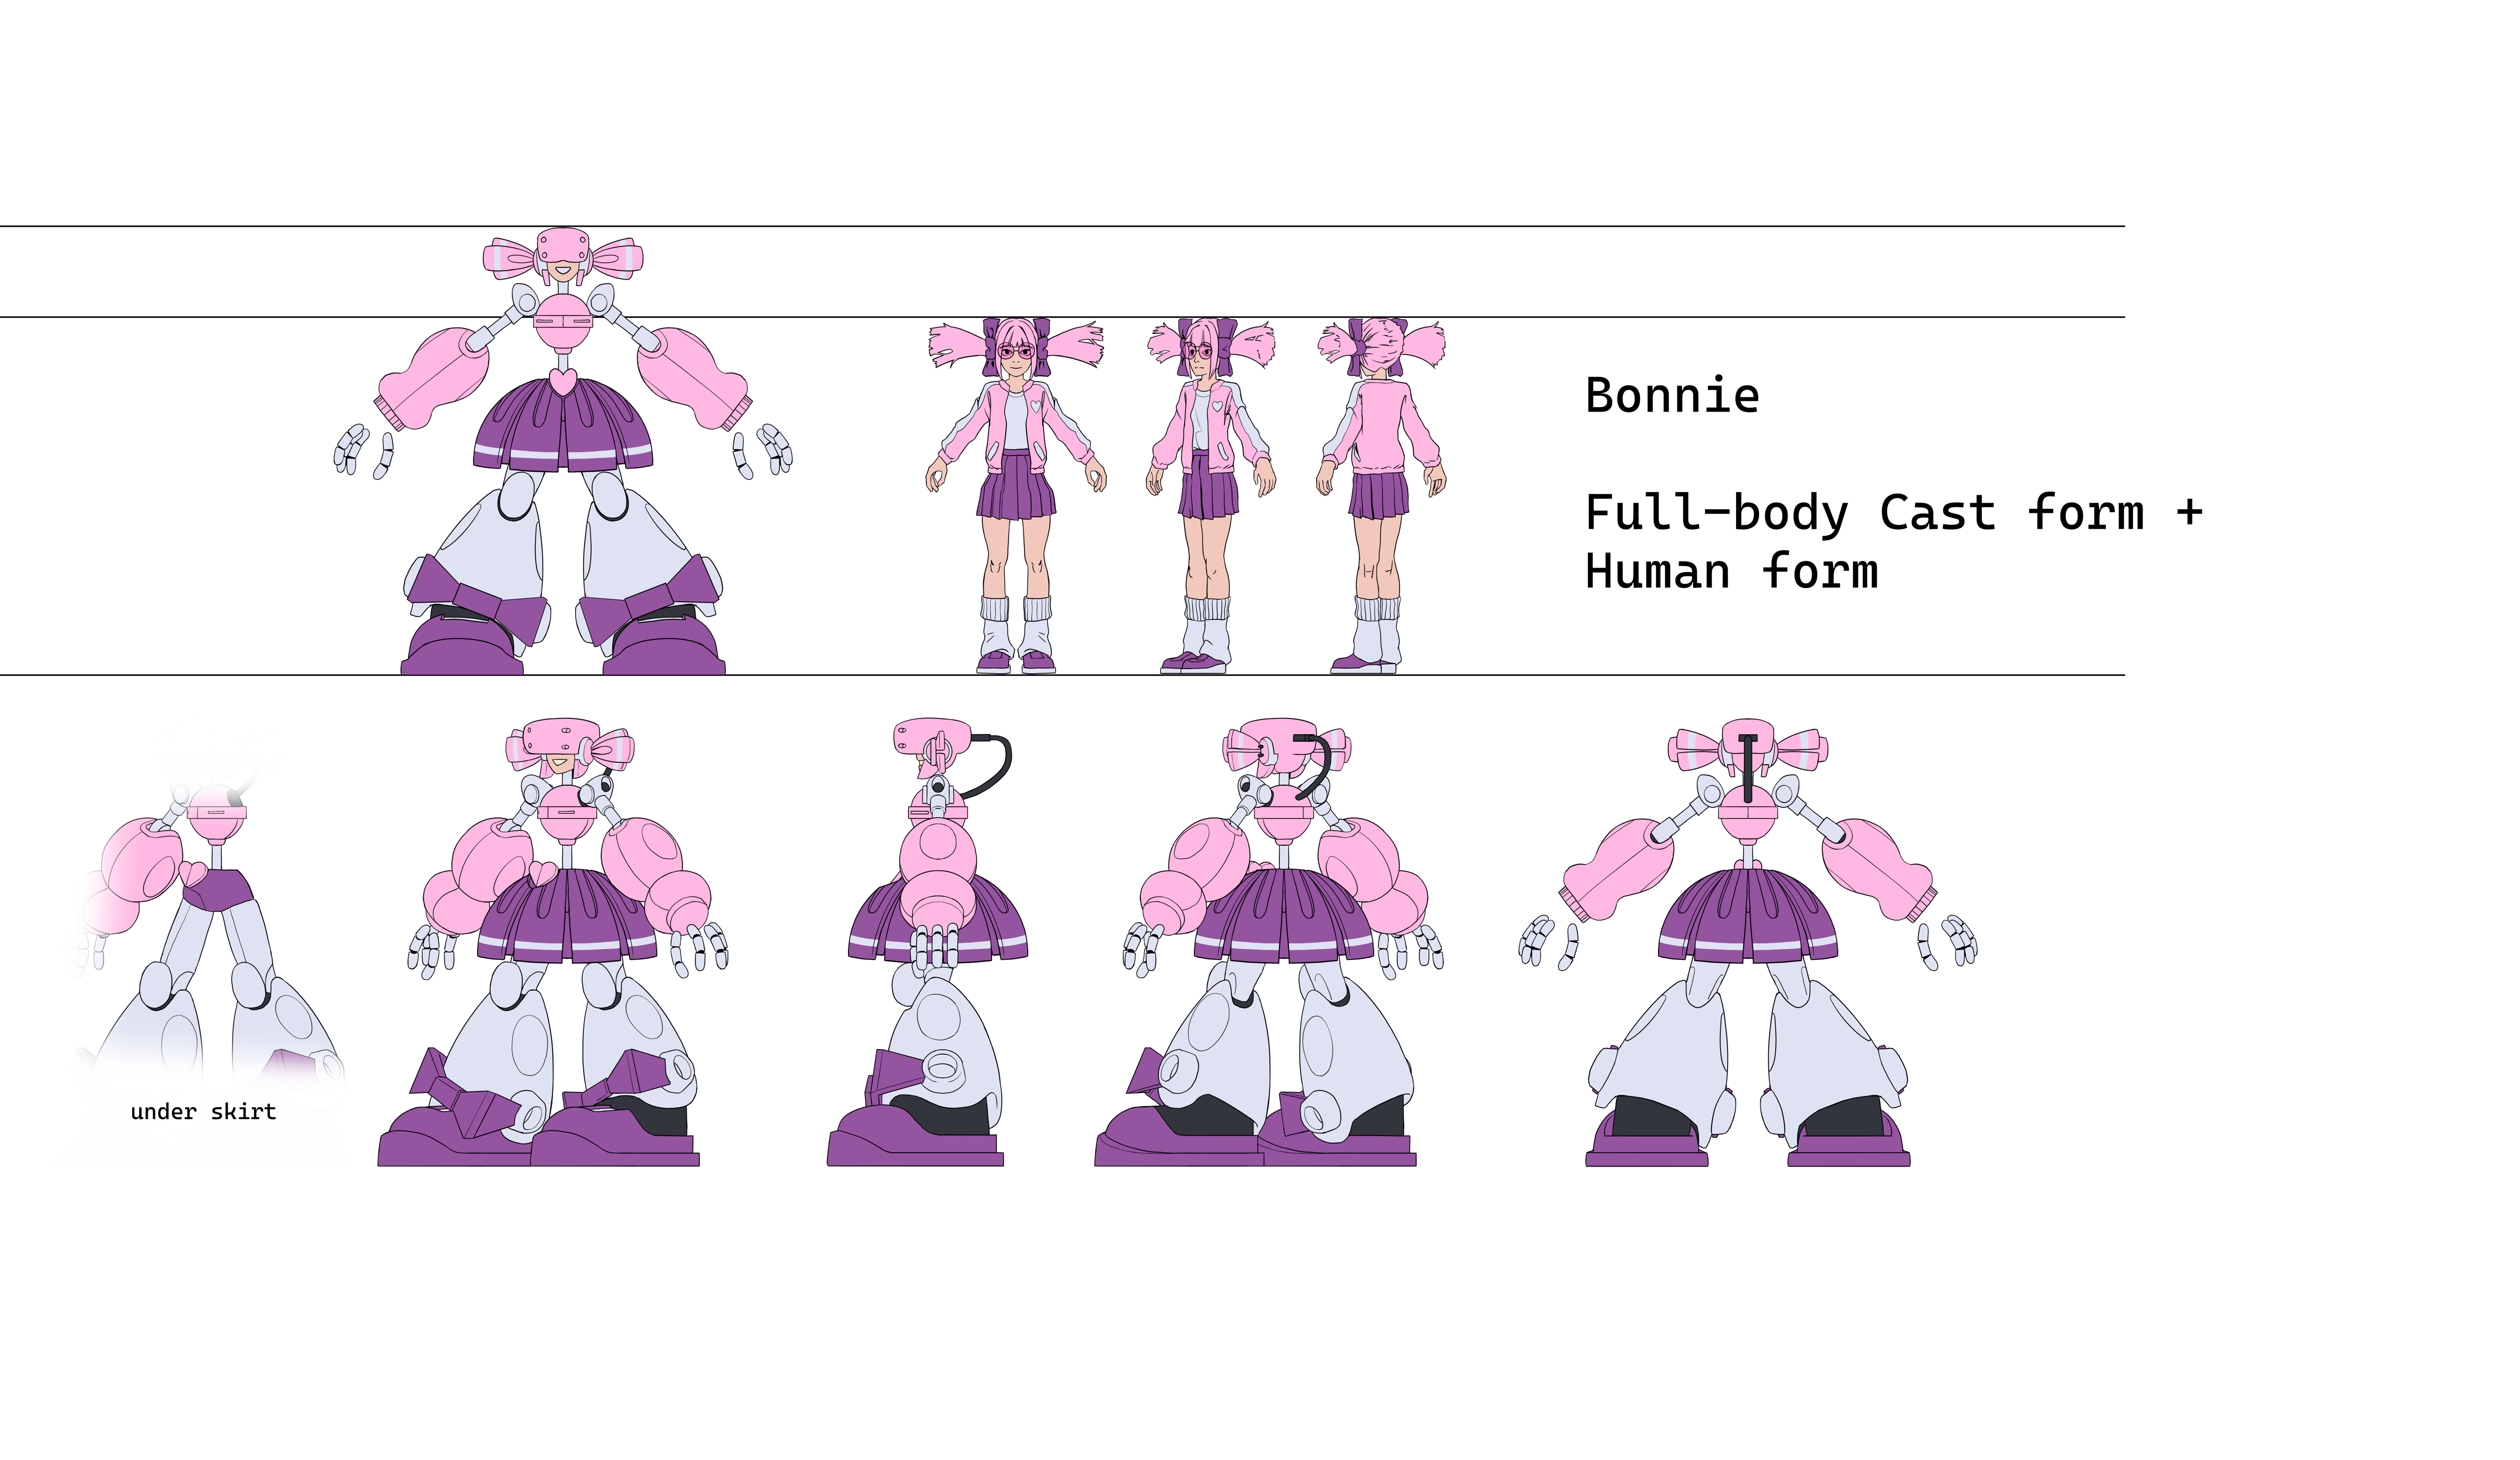 Bonnie
Full-body Cast form +
Human form
under skirt